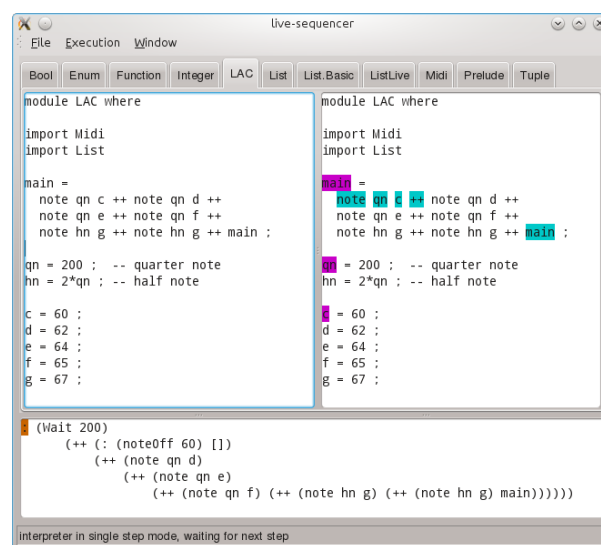 live-sequencer
File Execution Window
Bool Enum Function Integer LAC List List.Basic ListLive Midi Prelude Tuple
module LAC where
import Midi
import List
main =
note qn c ++ note qn d ++
note qn e ++ note qn f ++
note hn g ++ note hn g ++ main ;
qn = 200 ; -- quarter note
hn = 2*qn ; -- half note
c = 60 ;
d = 62 ;
e = 64 ;
f = 65 ;
g = 67 ;
module LAC where
import Midi
import List
main =
note qn c ++ note qn d ++
note qn e ++ note qn f ++
note hn g ++ note hn g ++ main ;
qn = 200 ; -- quarter note
hn = 2*qn ; -- half note
c = 60 ;
d = 62 ;
e = 64 ;
f = 65 ;
g = 67 ;
: (Wait 200)
(++ (: (noteOff 60) [])
(++ (note qn d)
(++ (note qn e)
(++ (note qn f) (++ (note hn g) (++ (note hn g) main))))))
interpreter in single step mode, waiting for next step